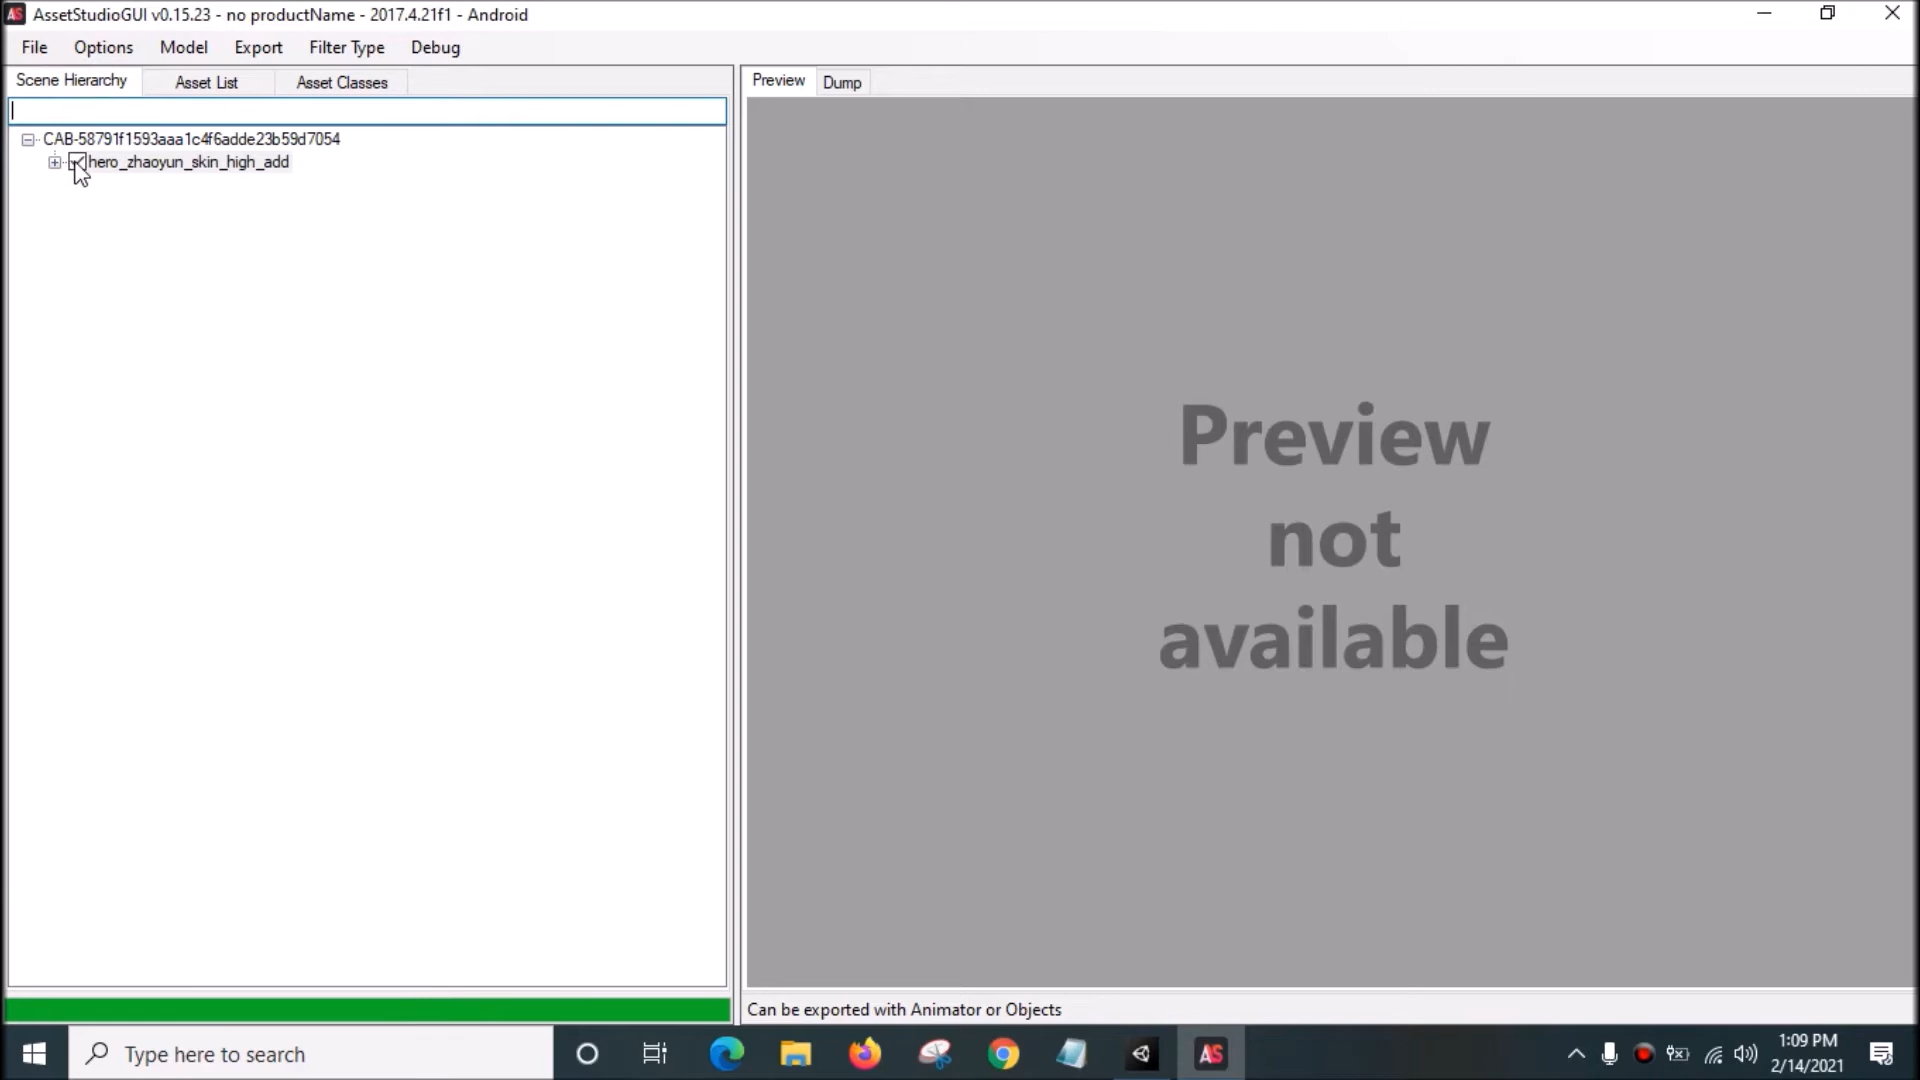 AS AssetStudioGUI v0.15.23 - no productName - 2017.4.21f1 - Android
File Options Model Export Filter Type Debug
Scene Hierarchy Asset List Asset Classes
Preview Dump
CAB-58791f1593aaa1c4f6adde23b59d7054
hero_zhaoyun_skin_high_add
Preview
not
available
Can be exported with Animator or Objects
Type here to search
AS
1:09 PM
2/14/2021